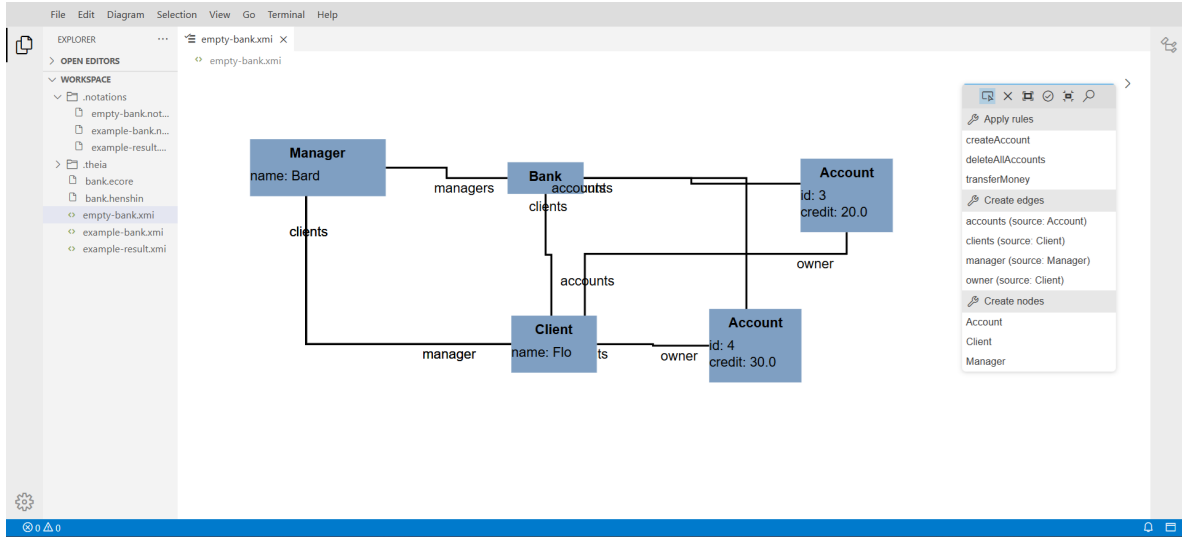 File Edit Diagram Selection View Go Terminal Help
EXPLORER ...
empty-bank.xmi
OPEN EDITORS
empty-bank.xmi
WORKSPACE
.notations
empty-bank.not...
example-bank.n...
example-result....
.theia
bank.ecore
bank.henshin
empty-bank.xmi
example-bank.xmi
example-result.xmi
Manager
name: Bard
managers
Bank
accounts
clients
Account
id: 3
credit: 20.0
clients
owner
accounts
Client
name: Flo
manager
ts
owner
Account
id: 4
credit: 30.0
Apply rules
createAccount
deleteAllAccounts
transferMoney
Create edges
accounts (source: Account)
clients (source: Client)
manager (source: Manager)
owner (source: Client)
Create nodes
Account
Client
Manager
0 0